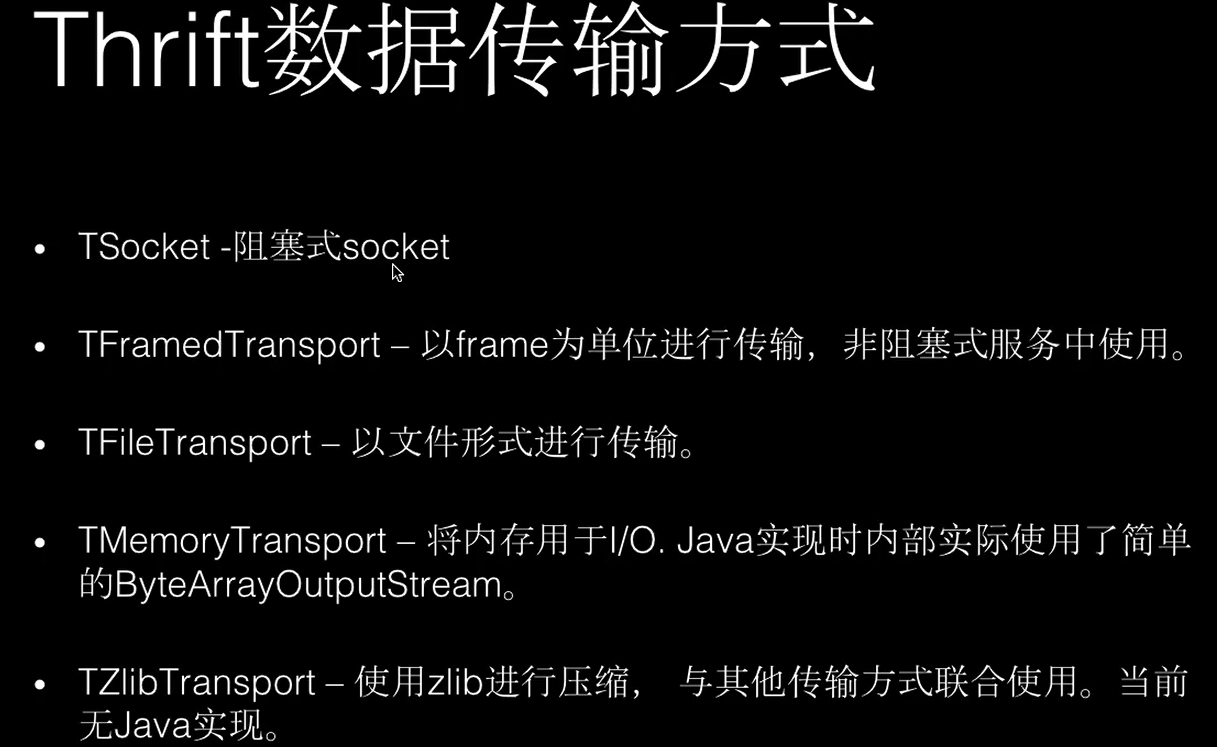 Thrift数据传输方式
• TSocket -阻塞式socket
• TFramedTransport – 以frame为单位进行传输，非阻塞式服务中使用。
• TFileTransport – 以文件形式进行传输。
• TMemoryTransport – 将内存用于I/O. Java实现时内部实际使用了简单
的ByteArrayOutputStream。
• TZlibTransport – 使用zlib进行压缩， 与其他传输方式联合使用。当前
无Java实现。